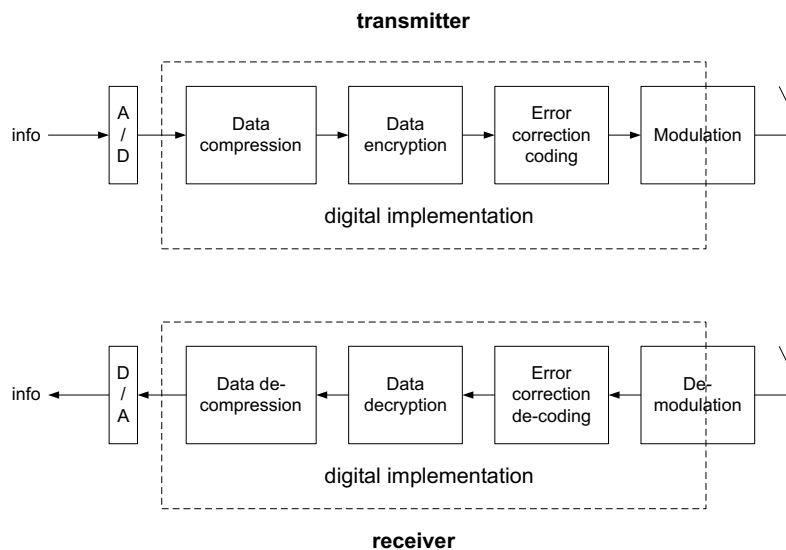 transmitter
info
A
/
D
Data
compression
Data
encryption
Error
correction
coding
Modulation
digital implementation
info
D
/
A
Data de-
compression
Data
decryption
Error
correction
de-coding
De-
modulation
digital implementation
receiver